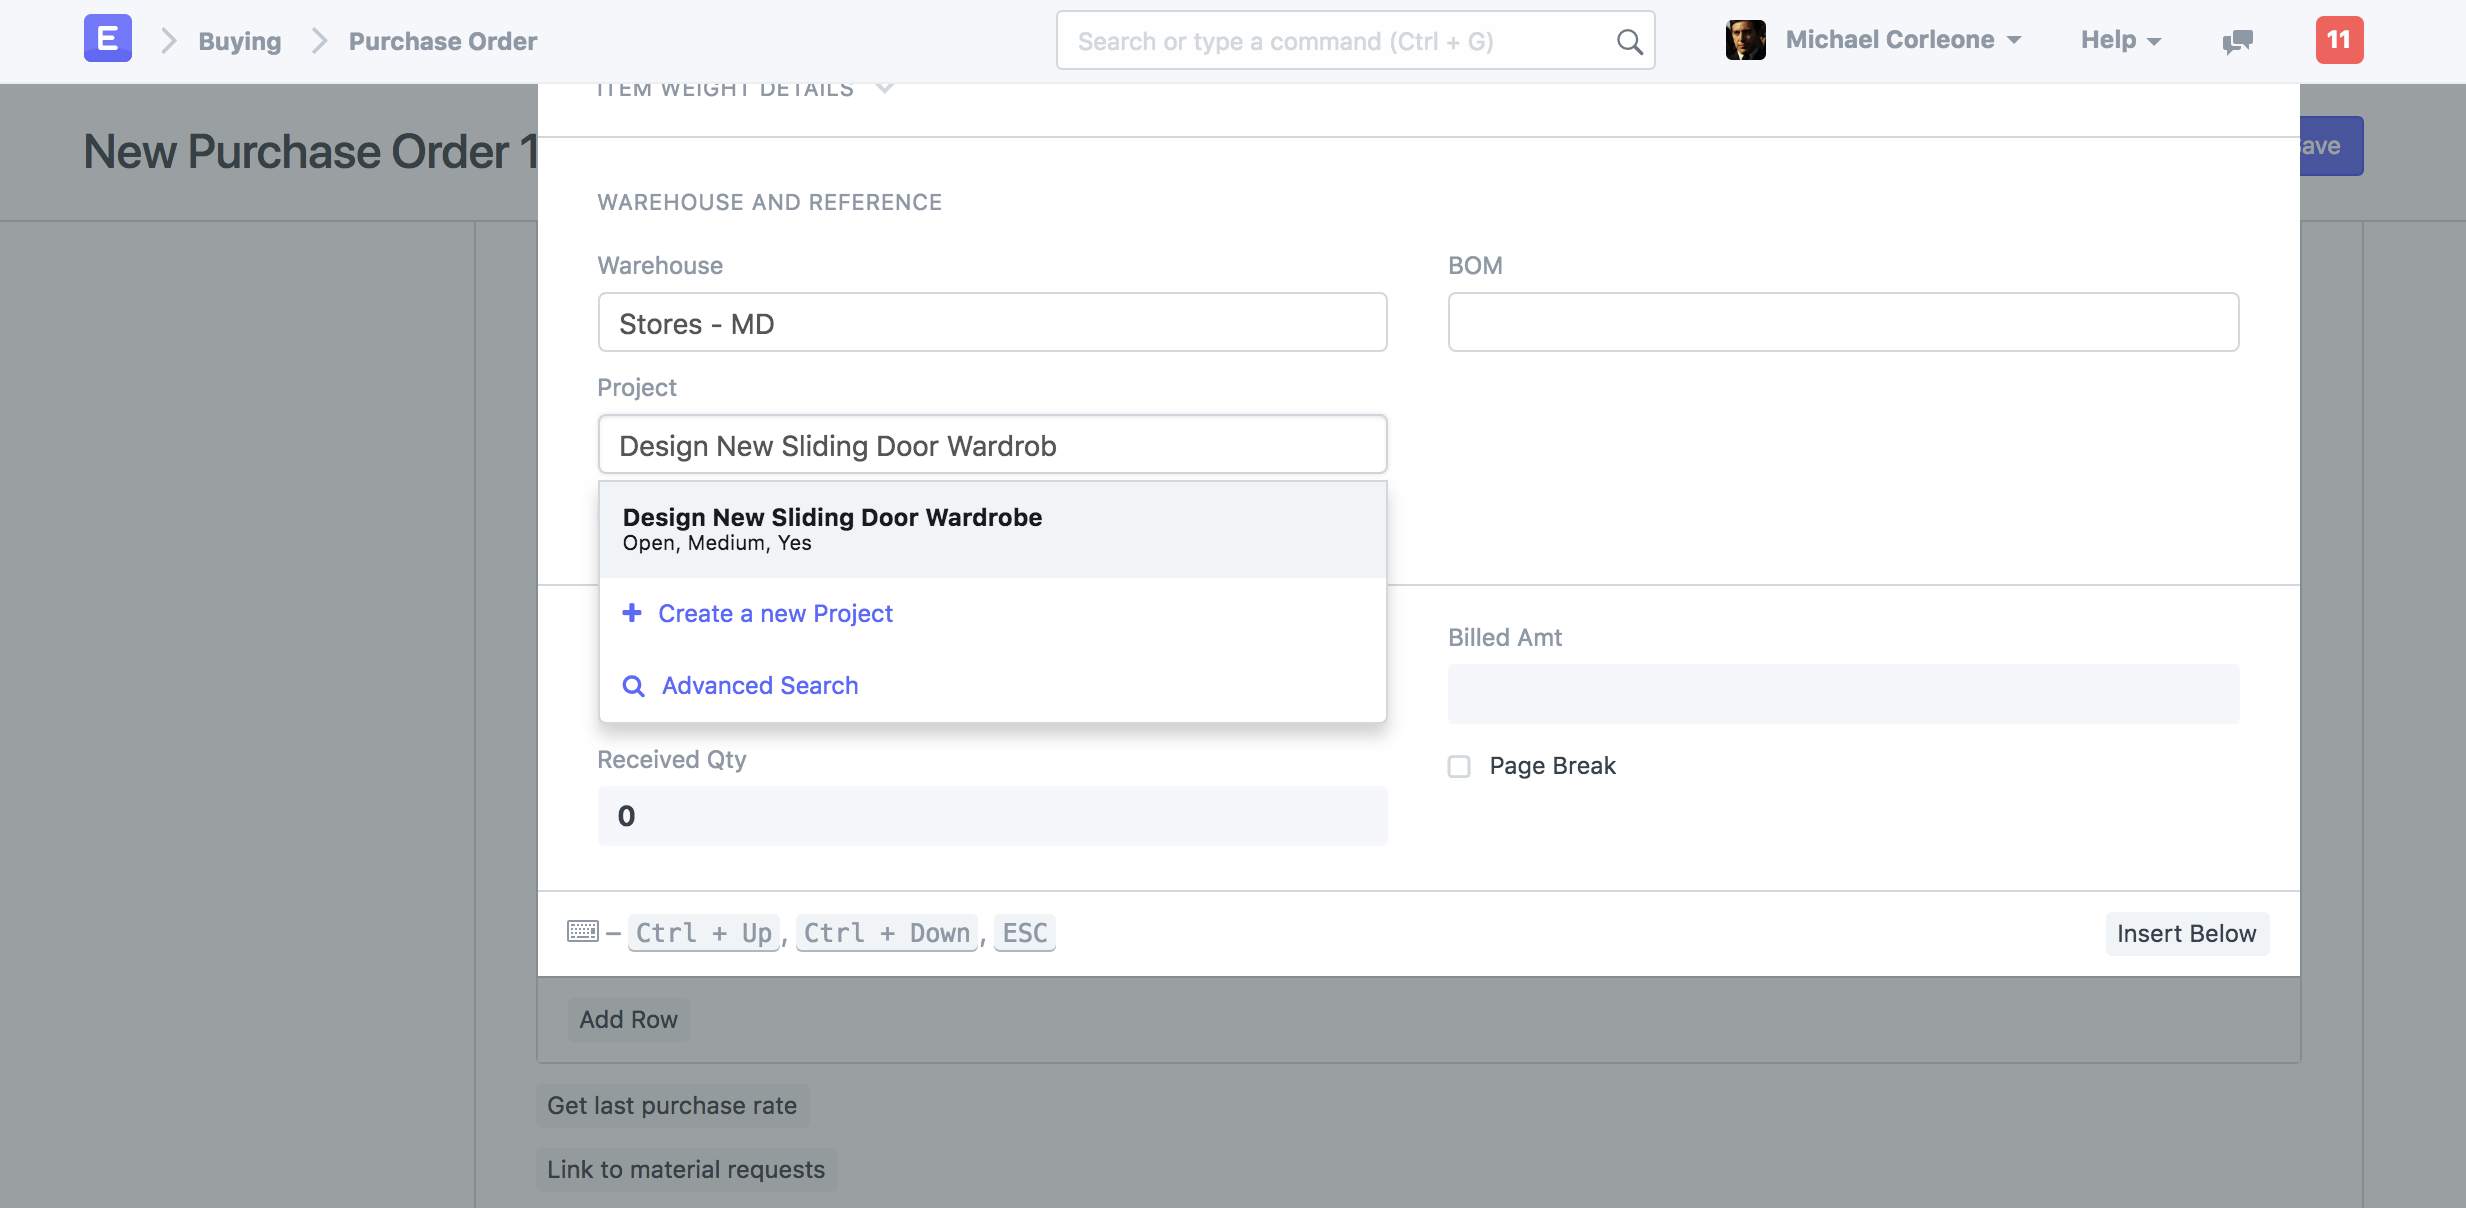 E Buying Purchase Order Search or type a command (Ctrl + G) Michael Corleone Help 11
ITEM WEIGHT DETAILS
New Purchase Order 1
WAREHOUSE AND REFERENCE
Warehouse
Stores - MD
BOM
Project
Design New Sliding Door Wardrob
Design New Sliding Door Wardrobe
Open, Medium, Yes
Create a new Project
Advanced Search
Billed Amt
Page Break
Received Qty
0
– Ctrl + Up, Ctrl + Down, ESC
Insert Below
Add Row
Get last purchase rate
Link to material requests